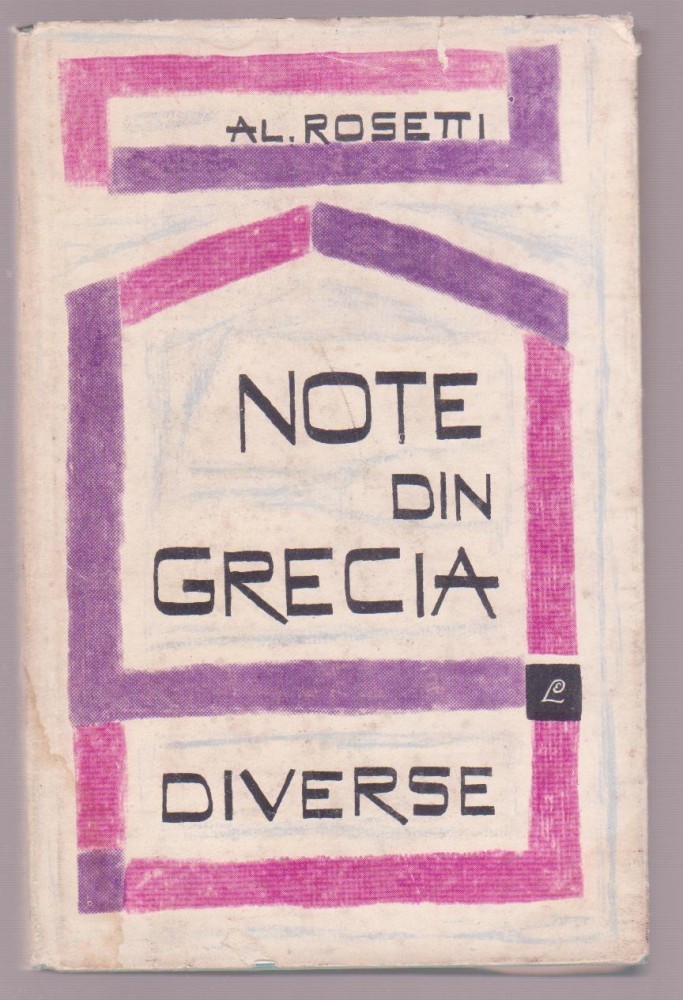 AL. ROSETTI
NOTE
DIN
GRECIA
L
DIVERSE